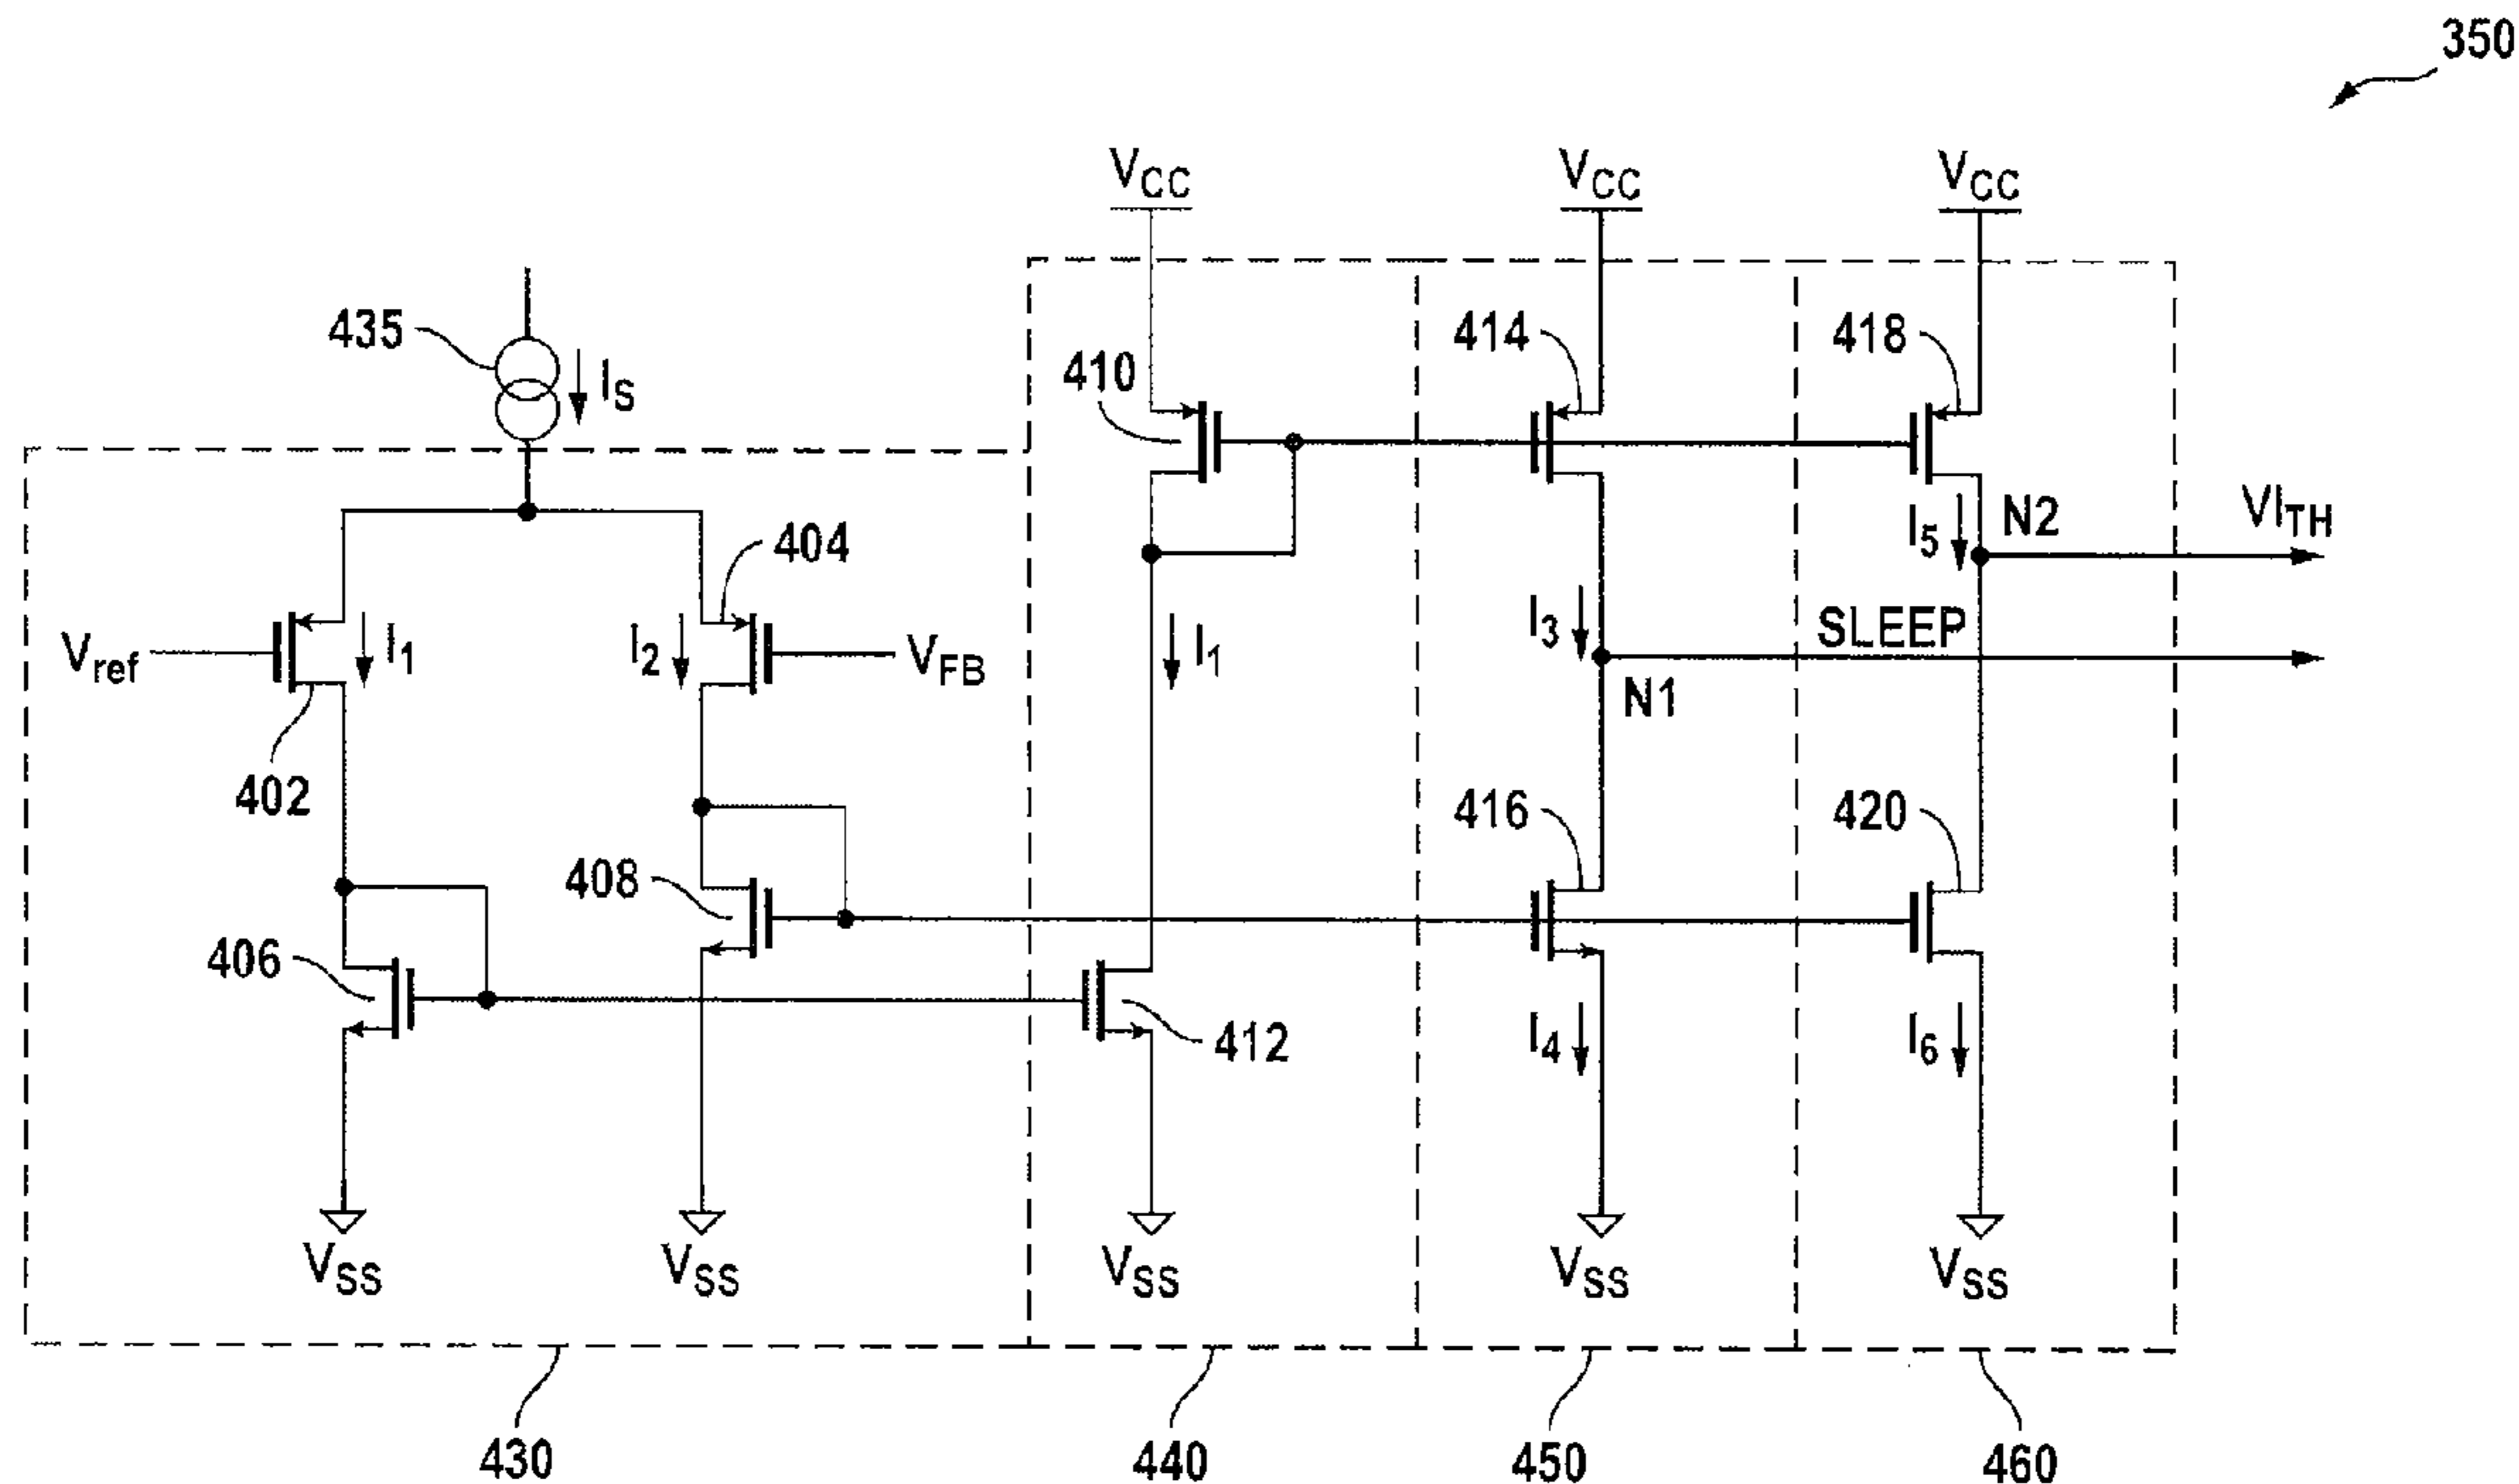 350
VCC
VCC
VCC
435
IS
410
414
418
404
I5
N2
VITH
Vref
I1
I2
VFB
I1
I3
SLEEP
N1
402
408
416
420
406
412
I4
I6
VSS
VSS
VSS
VSS
VSS
430
440
450
460